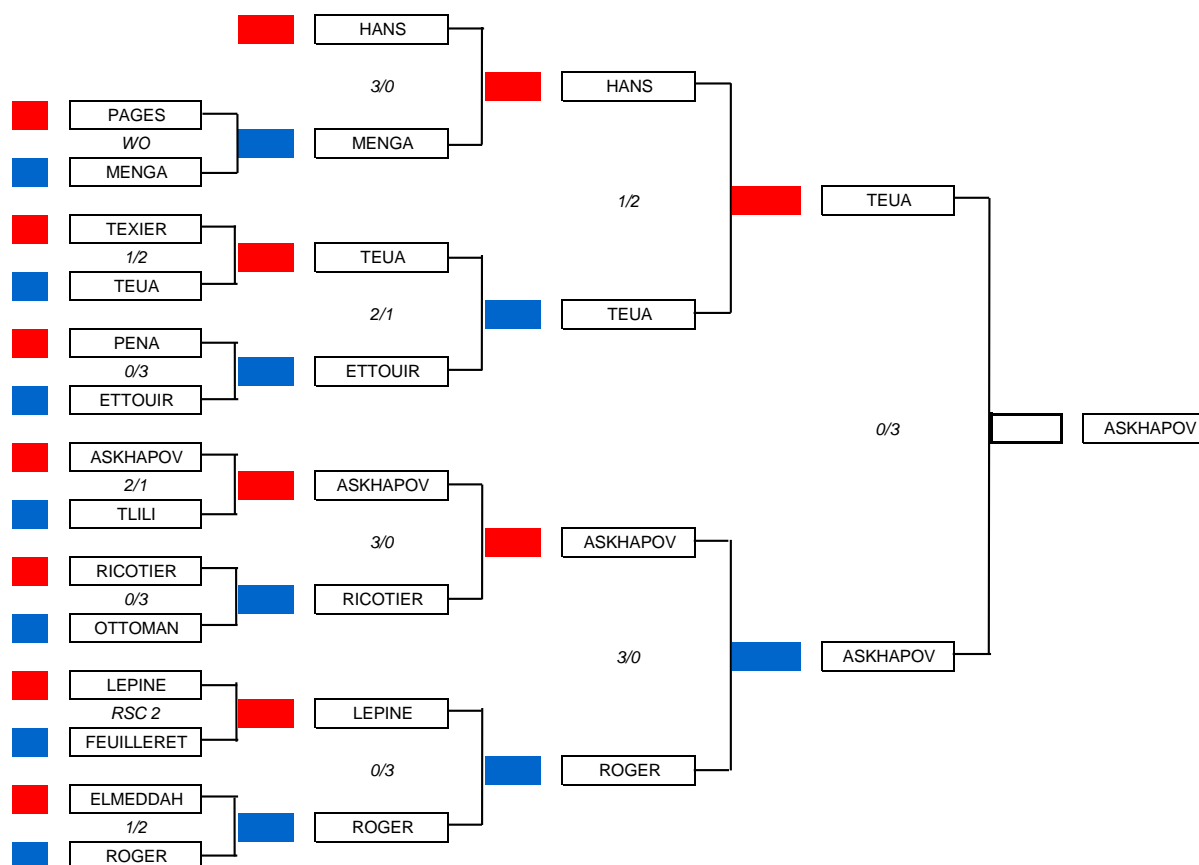 HANS
3/0
HANS
PAGES
WO
MENGA
MENGA
TEXIER
1/2
TEUA
1/2
TEUA
TEUA
2/1
TEUA
PENA
0/3
ETTOUIR
ETTOUIR
0/3
ASKHAPOV
ASKHAPOV
2/1
TLILI
ASKHAPOV
3/0
ASKHAPOV
RICOTIER
0/3
OTTOMAN
RICOTIER
3/0
ASKHAPOV
LEPINE
RSC 2
FEUILLERET
LEPINE
0/3
ROGER
ELMEDDAH
1/2
ROGER
ROGER